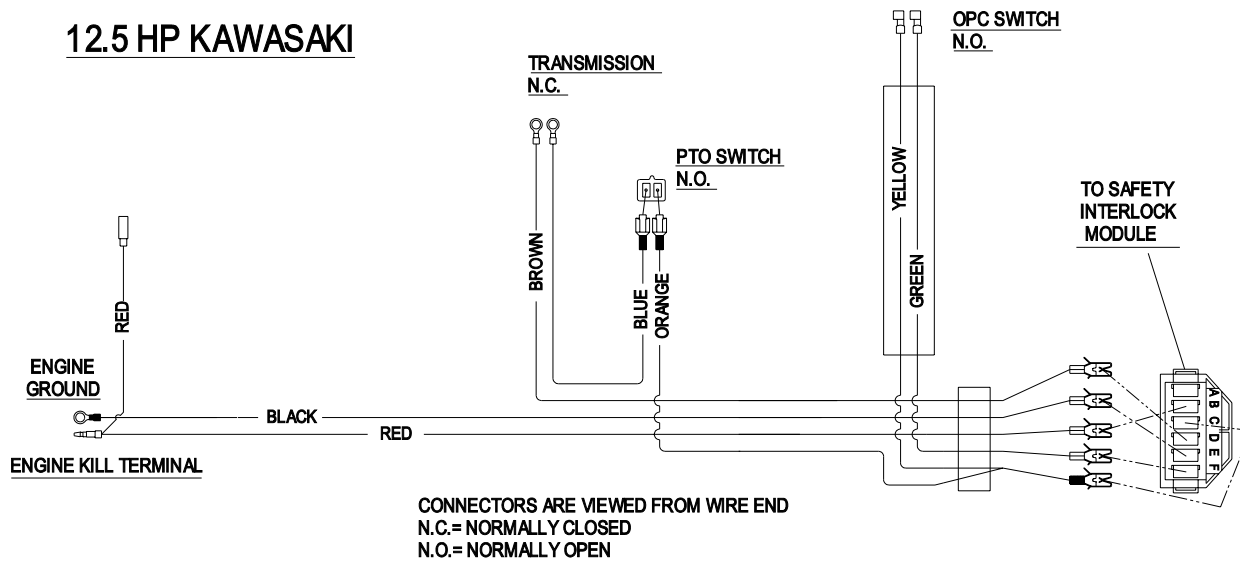 12.5 HP KAWASAKI
TRANSMISSION
N.C.
PTO SWITCH
N.O.
OPC SWITCH
N.O.
TO SAFETY
INTERLOCK
MODULE
YELLOW
GREEN
BROWN
BLUE
ORANGE
RED
ENGINE
GROUND
BLACK
RED
ENGINE KILL TERMINAL
A
B
C
D
E
F
CONNECTORS ARE VIEWED FROM WIRE END
N.C.= NORMALLY CLOSED
N.O.= NORMALLY OPEN